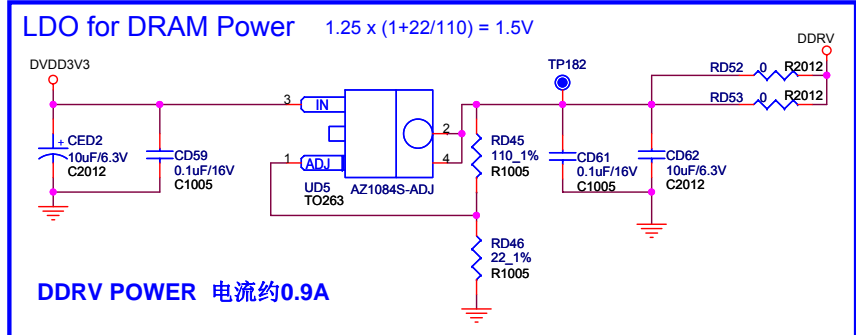 LDO for DRAM Power 1.25 x (1+22/110) = 1.5V
DDRV
DVDD3V3
TP182
RD52 0 R2012
RD53 0 R2012
3 IN
2
4
1 ADJ
+ CED2
10uF/6.3V
C2012
CD59
0.1uF/16V
C1005
UD5
TO263
AZ1084S-ADJ
RD45
110_1%
R1005
CD61
0.1uF/16V
C1005
CD62
10uF/6.3V
C2012
RD46
22_1%
R1005
DDRV POWER 电流约0.9A